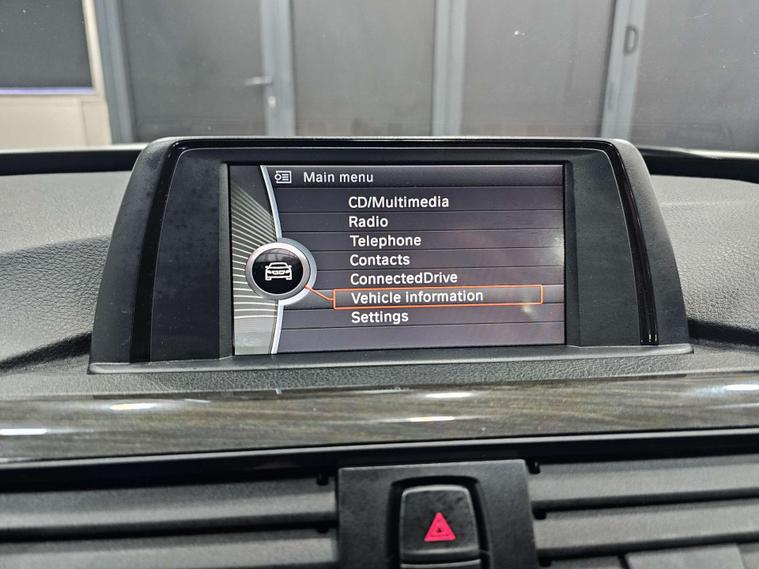 Main menu
CD/Multimedia
Radio
Telephone
Contacts
ConnectedDrive
Vehicle information
Settings